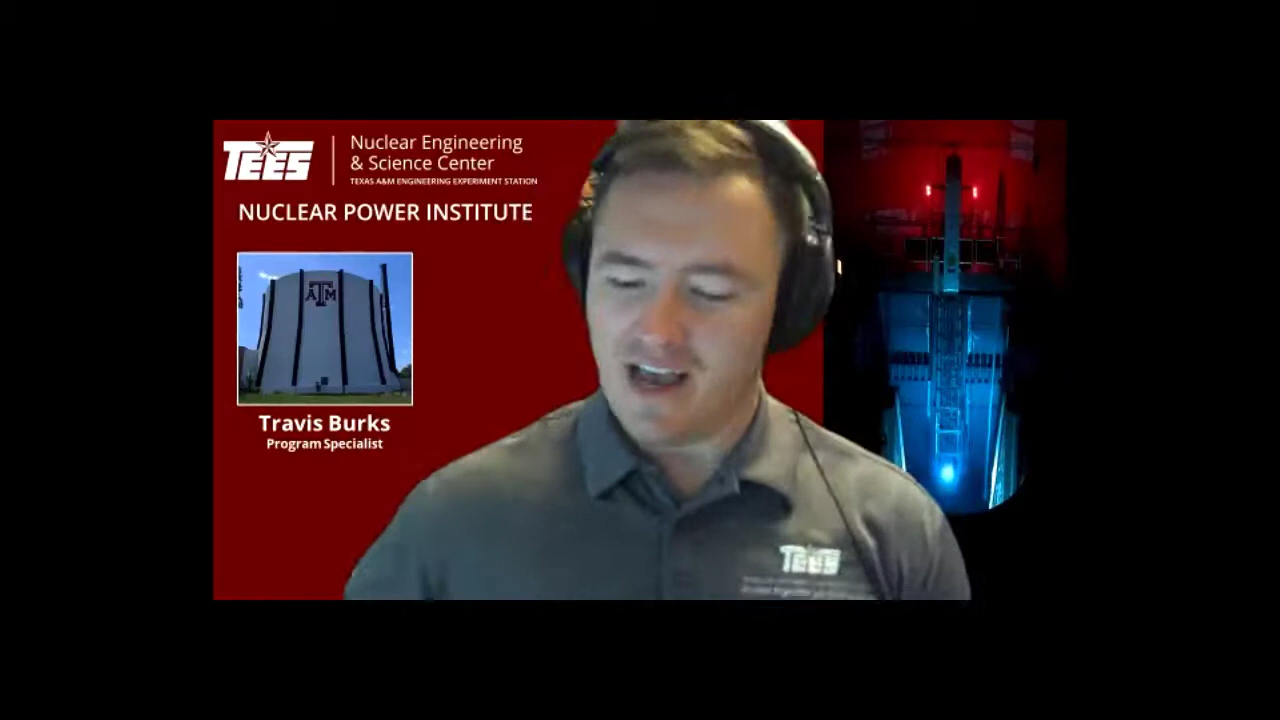 TEES
Nuclear Engineering
& Science Center
TEXAS A&M ENGINEERING EXPERIMENT STATION
NUCLEAR POWER INSTITUTE
ATM
Travis Burks
Program Specialist
TEES